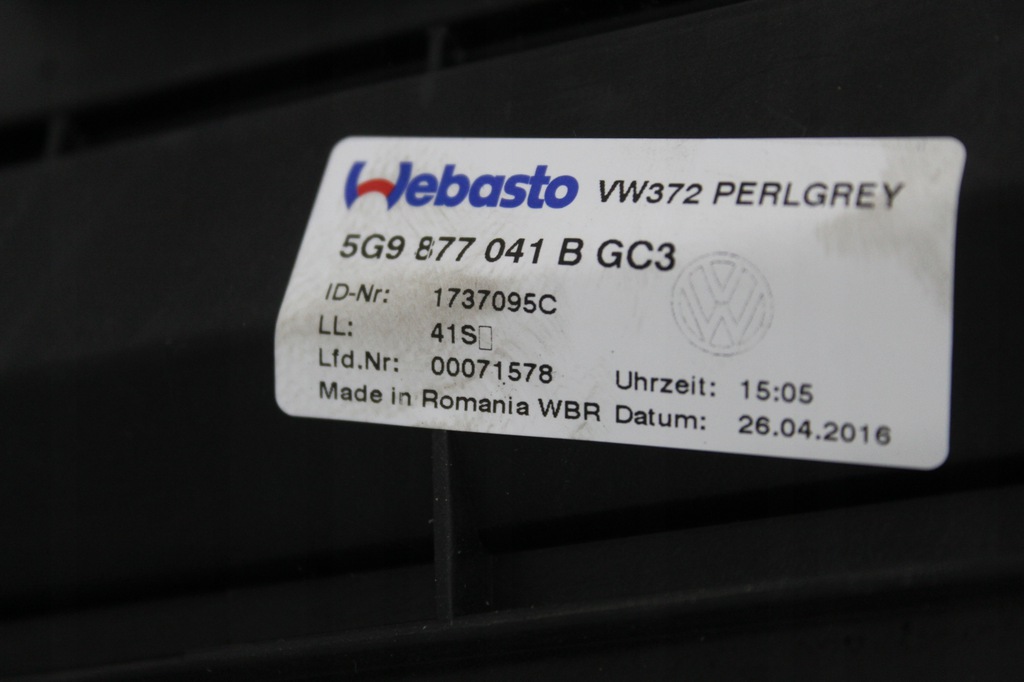 Webasto VW372 PERLGREY
5G9 877 041 B GC3
ID-Nr: 1737095C
LL: 41S□
Lfd.Nr: 00071578
Uhrzeit: 15:05
Made in Romania WBR Datum: 26.04.2016